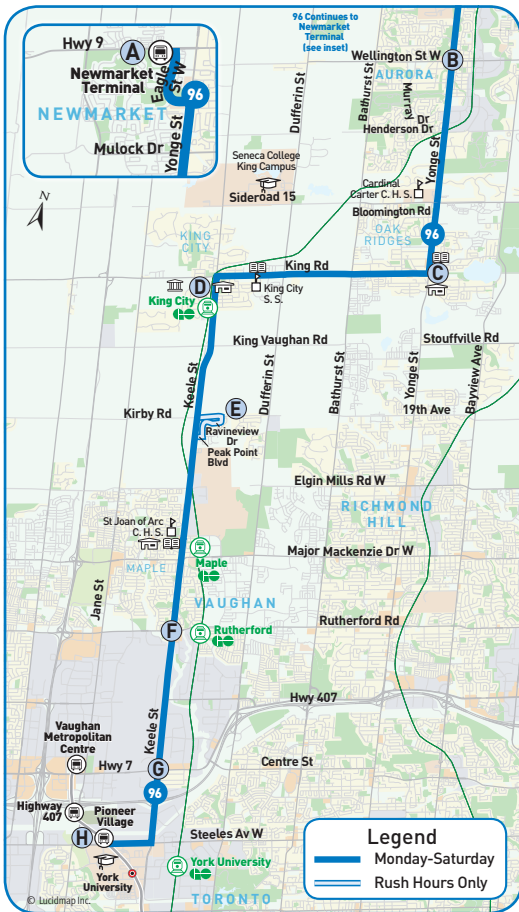 96 Continues to
Newmarket
Terminal
(see inset)
Hwy 9
A
Newmarket
Terminal
Eagle
St W
96
NEWMARKET
Yonge St
Mulock Dr
Dufferin St
Bathurst St
Wellington St W
B
AURORA
Murray
Dr
Henderson Dr
Yonge St
N
Seneca College
King Campus
Sideroad 15
Cardinal
Carter C. H. S.
Bloomington Rd
96
OAK
RIDGES
KING
CITY
King Rd
C
D
King City
S. S.
King City
GO
Keele St
King Vaughan Rd
Stouffville Rd
Dufferin St
Bathurst St
Yonge St
Bayview Ave
Kirby Rd
E
19th Ave
Ravineview
Dr
Peak Point
Blvd
Elgin Mills Rd W
RICHMOND
HILL
St Joan of Arc
C. H. S.
MAPLE
Maple
GO
Major Mackenzie Dr W
Jane St
VAUGHAN
F
Rutherford
GO
Rutherford Rd
Keele St
Hwy 407
Vaughan
Metropolitan
Centre
Hwy 7
G
Centre St
96
Highway
407
Pioneer
Village
H
Steeles Av W
York
University
York University
GO
TORONTO
Legend
Monday-Saturday
Rush Hours Only
© Lucidmap Inc.